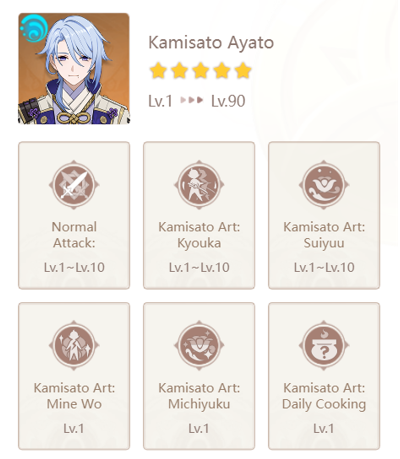 Kamisato Ayato
Lv.1 Lv.90
Normal
Attack:
Lv.1~Lv.10
Kamisato Art:
Kyouka
Lv.1~Lv.10
Kamisato Art:
Suiyuu
Lv.1~Lv.10
Kamisato Art:
Mine Wo
Lv.1
Kamisato Art:
Michiyuku
Lv.1
Kamisato Art:
Daily Cooking
Lv.1